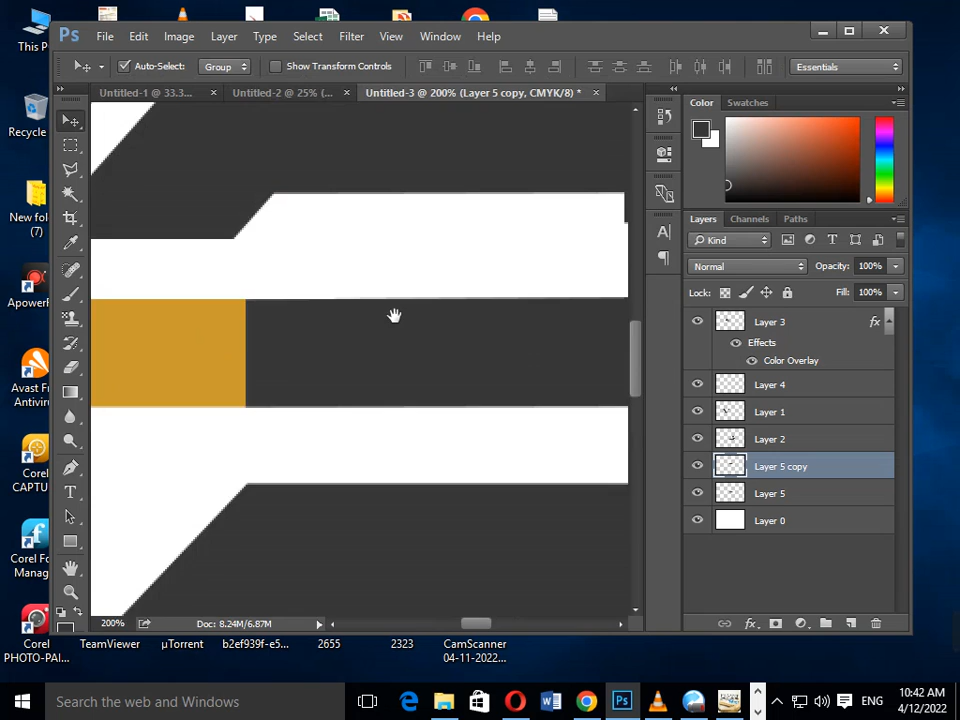 This P
Recycle
New fol
(7)
ApowerR
Avast Fr
Antiviru
Corel
CAPTUR
Corel Fo
Manag
Corel
PHOTO-PAI...
Ps File Edit Image Layer Type Select Filter View Window Help
Auto-Select: Group Show Transform Controls Essentials
Untitled-1 @ 33.3... × Untitled-2 @ 25% (... × Untitled-3 @ 200% (Layer 5 copy, CMYK/8) * ×
Color Swatches
Layers Channels Paths
Kind
Normal Opacity: 100%
Lock: Fill: 100%
Layer 3 fx
Effects
Color Overlay
Layer 4
Layer 1
Layer 2
Layer 5 copy
Layer 5
Layer 0
200% Doc: 8.24M/6.87M
TeamViewer µTorrent b2ef939f-e5... 2655 2323 CamScanner
04-11-2022...
Search the web and Windows
ENG
10:42 AM
4/12/2022